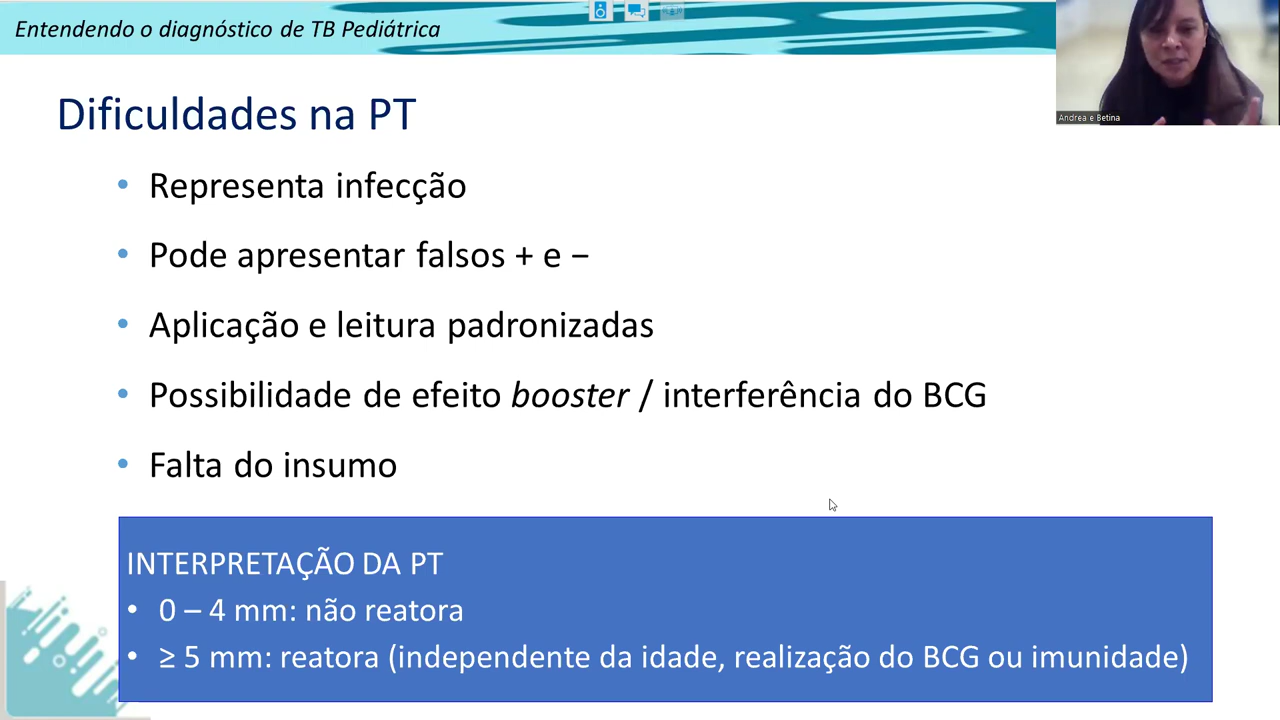 Entendendo o diagnóstico de TB Pediátrica
Andrea e Betina
Dificuldades na PT
• Representa infecção
• Pode apresentar falsos + e −
• Aplicação e leitura padronizadas
• Possibilidade de efeito booster / interferência do BCG
• Falta do insumo
INTERPRETAÇÃO DA PT
• 0 – 4 mm: não reatora
• ≥ 5 mm: reatora (independente da idade, realização do BCG ou imunidade)